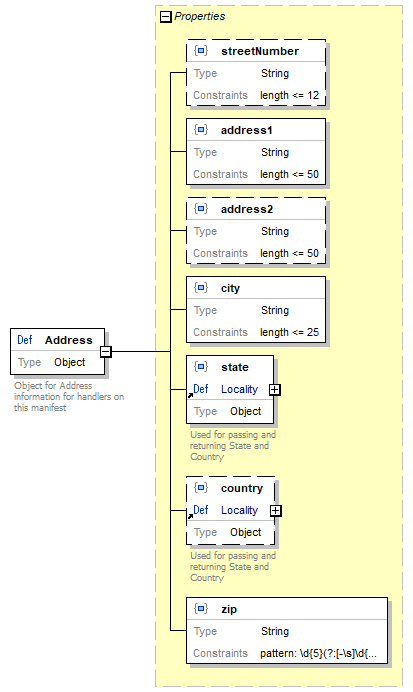 Properties
streetNumber
Type String
Constraints length <= 12
address1
Type String
Constraints length <= 50
address2
Type String
Constraints length <= 50
city
Type String
Constraints length <= 25
Def Address
Type Object
Object for Address
information for handlers on
this manifest
state
Def Locality
Type Object
Used for passing and
returning State and
Country
country
Def Locality
Type Object
Used for passing and
returning State and
Country
zip
Type String
Constraints pattern: \d{5}(?:[-\s]\d{...